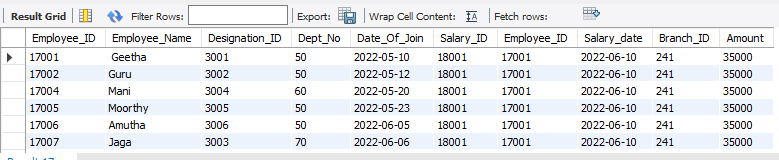 Result Grid Filter Rows: Export: Wrap Cell Content: IA Fetch rows:
Employee_ID Employee_Name Designation_ID Dept_No Date_Of_Join Salary_ID Employee_ID Salary_date Branch_ID Amount
17001 Geetha 3001 50 2022-05-10 18001 17001 2022-06-10 241 35000
17002 Guru 3002 50 2022-05-12 18001 17001 2022-06-10 241 35000
17004 Mani 3004 60 2022-05-20 18001 17001 2022-06-10 241 35000
17005 Moorthy 3005 50 2022-05-23 18001 17001 2022-06-10 241 35000
17006 Amutha 3006 50 2022-06-05 18001 17001 2022-06-10 241 35000
17007 Jaga 3003 70 2022-06-06 18001 17001 2022-06-10 241 35000